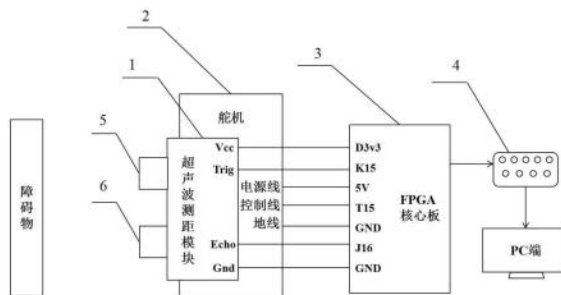 2
3
1
4
舵机
5
Vcc
D3v3
Trig
K15
超声波测距模块
电源线
5V
障碍物
控制线
T15
FPGA
核心板
6
地线
GND
Echo
J16
PC端
Gnd
GND